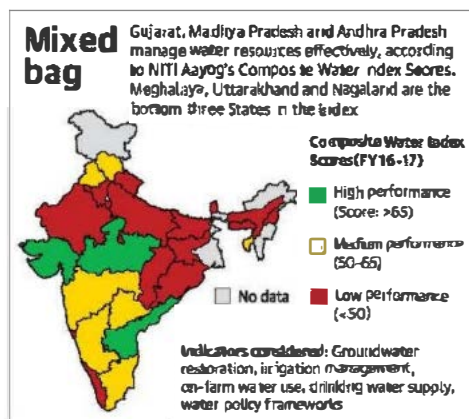 Mixed
bag
Gujarat, Madhya Pradesh and Andhra Pradesh
manage water resources effectively, according
to NITI Aayog's Composite Water Index Scores.
Meghalaya, Uttarakhand and Nagaland are the
bottom three States in the index
Composite Water Index
Scores (FY16-17)
High performance
(Score: >65)
Medium performance
(50-65)
No data
Low performance
(<50)
Indicators considered: Groundwater
restoration, irrigation management,
on-farm water use, drinking water supply,
water policy frameworks